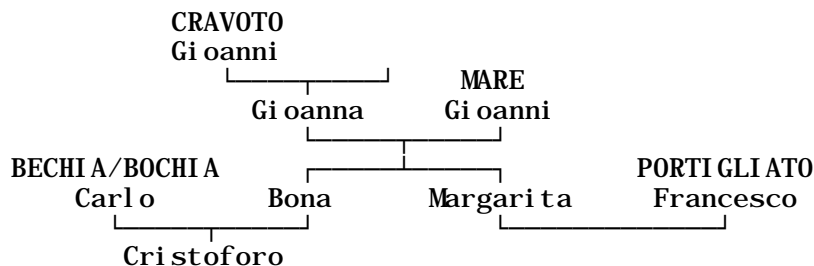 CRAVOTO
Gioanni
MARE
Gioanna Gioanni
BECHIA/BOCHIA PORTIGLIATO
Carlo Bona Margarita Francesco
Cristoforo